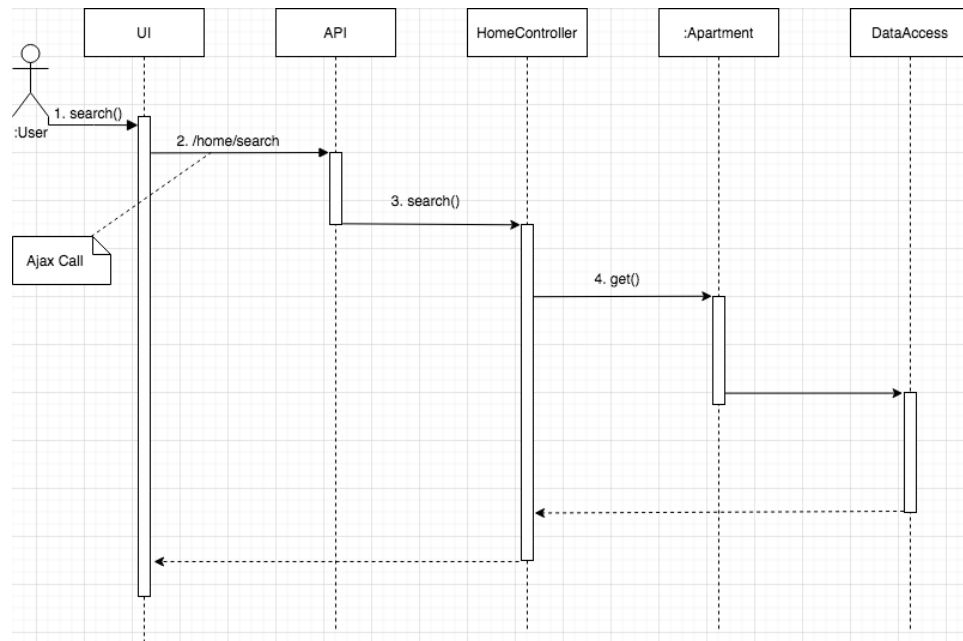 UI
API
HomeController
:Apartment
DataAccess
1. search()
:User
2. /home/search
3. search()
Ajax Call
4. get()